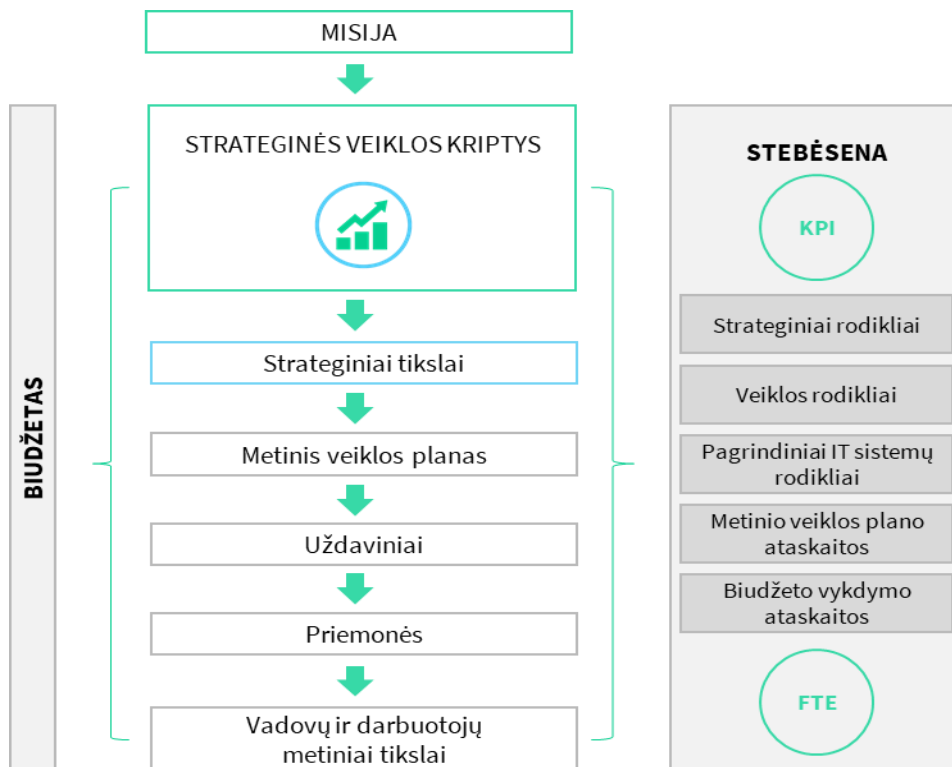 MISIJA
STRATEGINĖS VEIKLOS KRIPTYS
Strateginiai tikslai
Metinis veiklos planas
Uždaviniai
Priemonės
Vadovų ir darbuotojų
metiniai tikslai
BIUDŽETAS
STEBĖSENA
KPI
Strateginiai rodikliai
Veiklos rodikliai
Pagrindiniai IT sistemų
rodikliai
Metinio veiklos plano
ataskaitos
Biudžeto vykdymo
ataskaitos
FTE